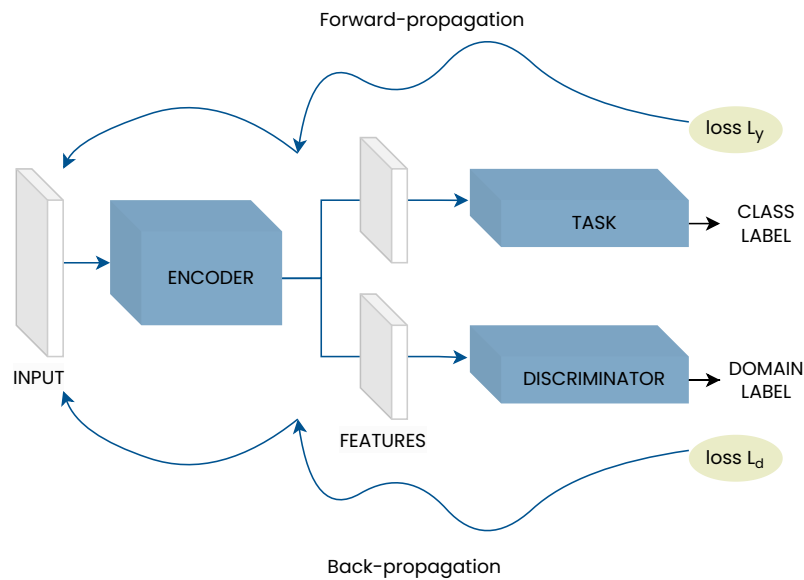 Forward-propagation
loss Ly
TASK
CLASS
LABEL
ENCODER
INPUT
DISCRIMINATOR
DOMAIN
LABEL
FEATURES
loss Ld
Back-propagation